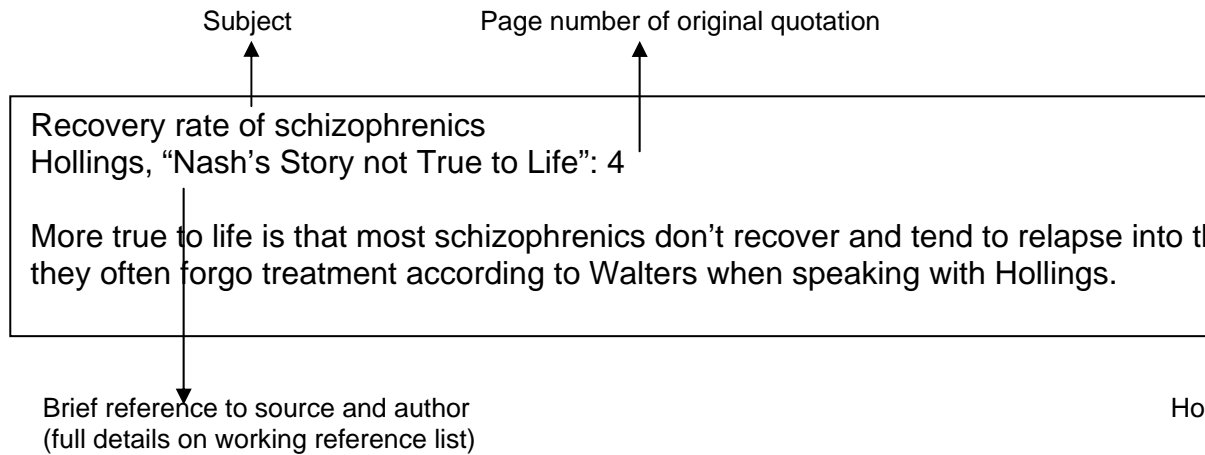 Subject
Page number of original quotation
Recovery rate of schizophrenics
Hollings, “Nash’s Story not True to Life”: 4
More true to life is that most schizophrenics don’t recover and tend to relapse into
they often forgo treatment according to Walters when speaking with Hollings.
Brief reference to source and author
(full details on working reference list)